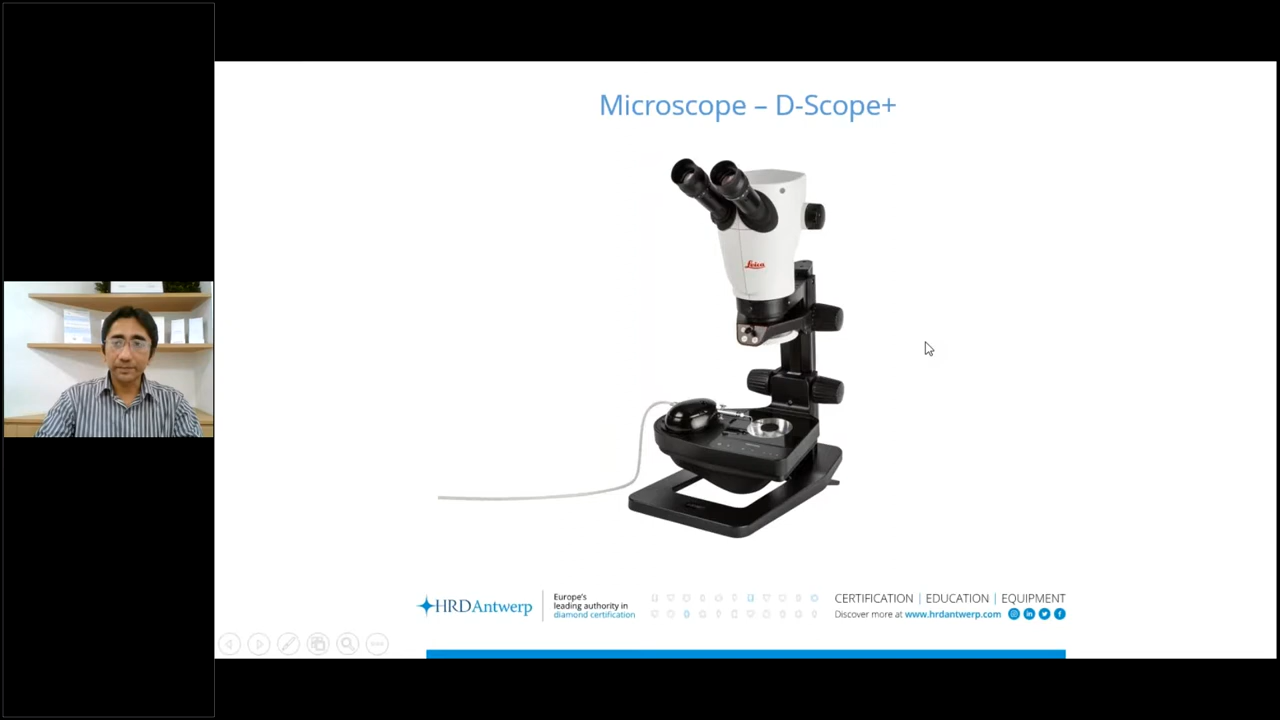 Microscope – D-Scope+
Leica
HRDAntwerp
Europe's
leading authority in
diamond certification
CERTIFICATION | EDUCATION | EQUIPMENT
Discover more at www.hrdantwerp.com